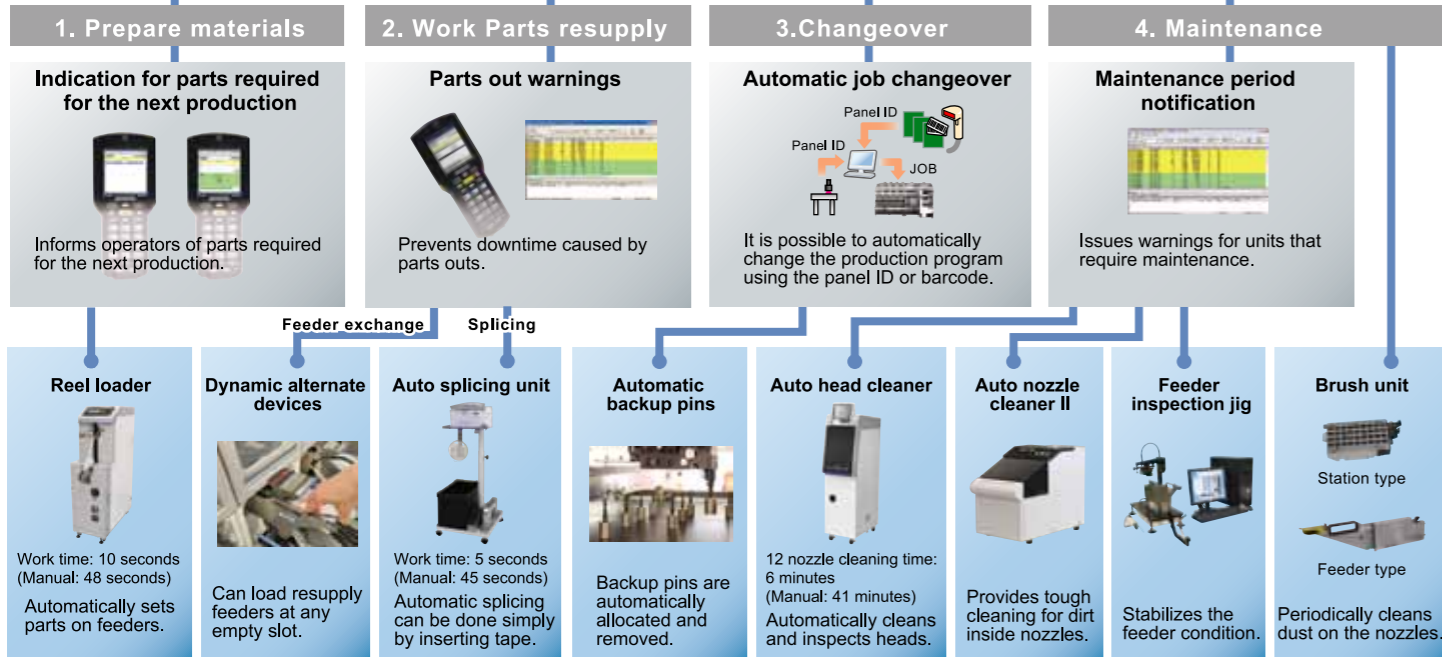 1. Prepare materials
2. Work Parts resupply
3.Changeover
4. Maintenance
Indication for parts required
for the next production
Informs operators of parts required
for the next production.
Parts out warnings
Prevents downtime caused by
parts outs.
Automatic job changeover
Panel ID
Panel ID
JOB
It is possible to automatically
change the production program
using the panel ID or barcode.
Maintenance period
notification
Issues warnings for units that
require maintenance.
Feeder exchange
Splicing
Reel loader
Work time: 10 seconds
(Manual: 48 seconds)
Automatically sets
parts on feeders.
Dynamic alternate
devices
Can load resupply
feeders at any
empty slot.
Auto splicing unit
Work time: 5 seconds
(Manual: 45 seconds)
Automatic splicing
can be done simply
by inserting tape.
Automatic
backup pins
Backup pins are
automatically
allocated and
removed.
Auto head cleaner
12 nozzle cleaning time:
6 minutes
(Manual: 41 minutes)
Automatically cleans
and inspects heads.
Auto nozzle
cleaner II
Provides tough
cleaning for dirt
inside nozzles.
Feeder
inspection jig
Stabilizes the
feeder condition.
Brush unit
Station type
Feeder type
Periodically cleans
dust on the nozzles.